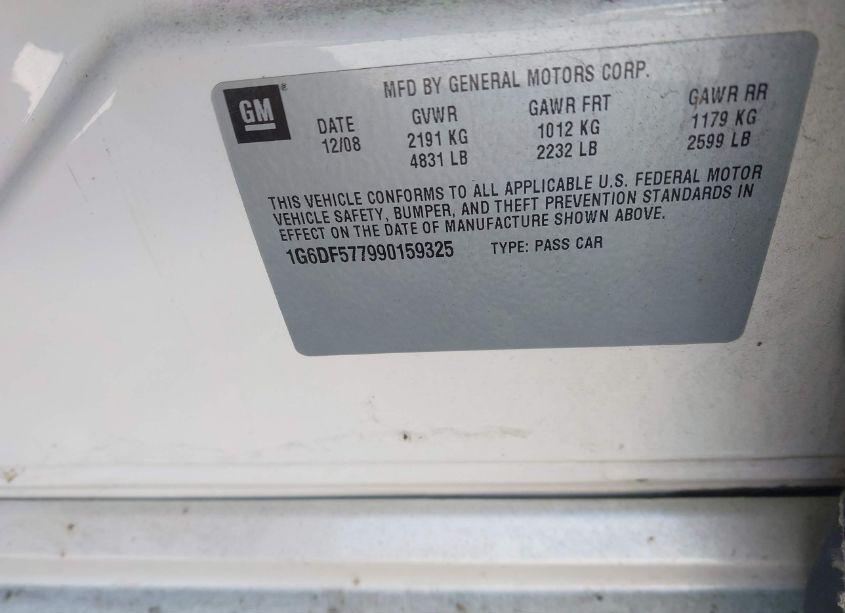 GM
MFD BY GENERAL MOTORS CORP.
DATE
12/08
GVWR
2191 KG
4831 LB
GAWR FRT
1012 KG
2232 LB
GAWR RR
1179 KG
2599 LB
THIS VEHICLE CONFORMS TO ALL APPLICABLE U.S. FEDERAL MOTOR
VEHICLE SAFETY, BUMPER, AND THEFT PREVENTION STANDARDS IN
EFFECT ON THE DATE OF MANUFACTURE SHOWN ABOVE.
1G6DF577990159325 TYPE: PASS CAR